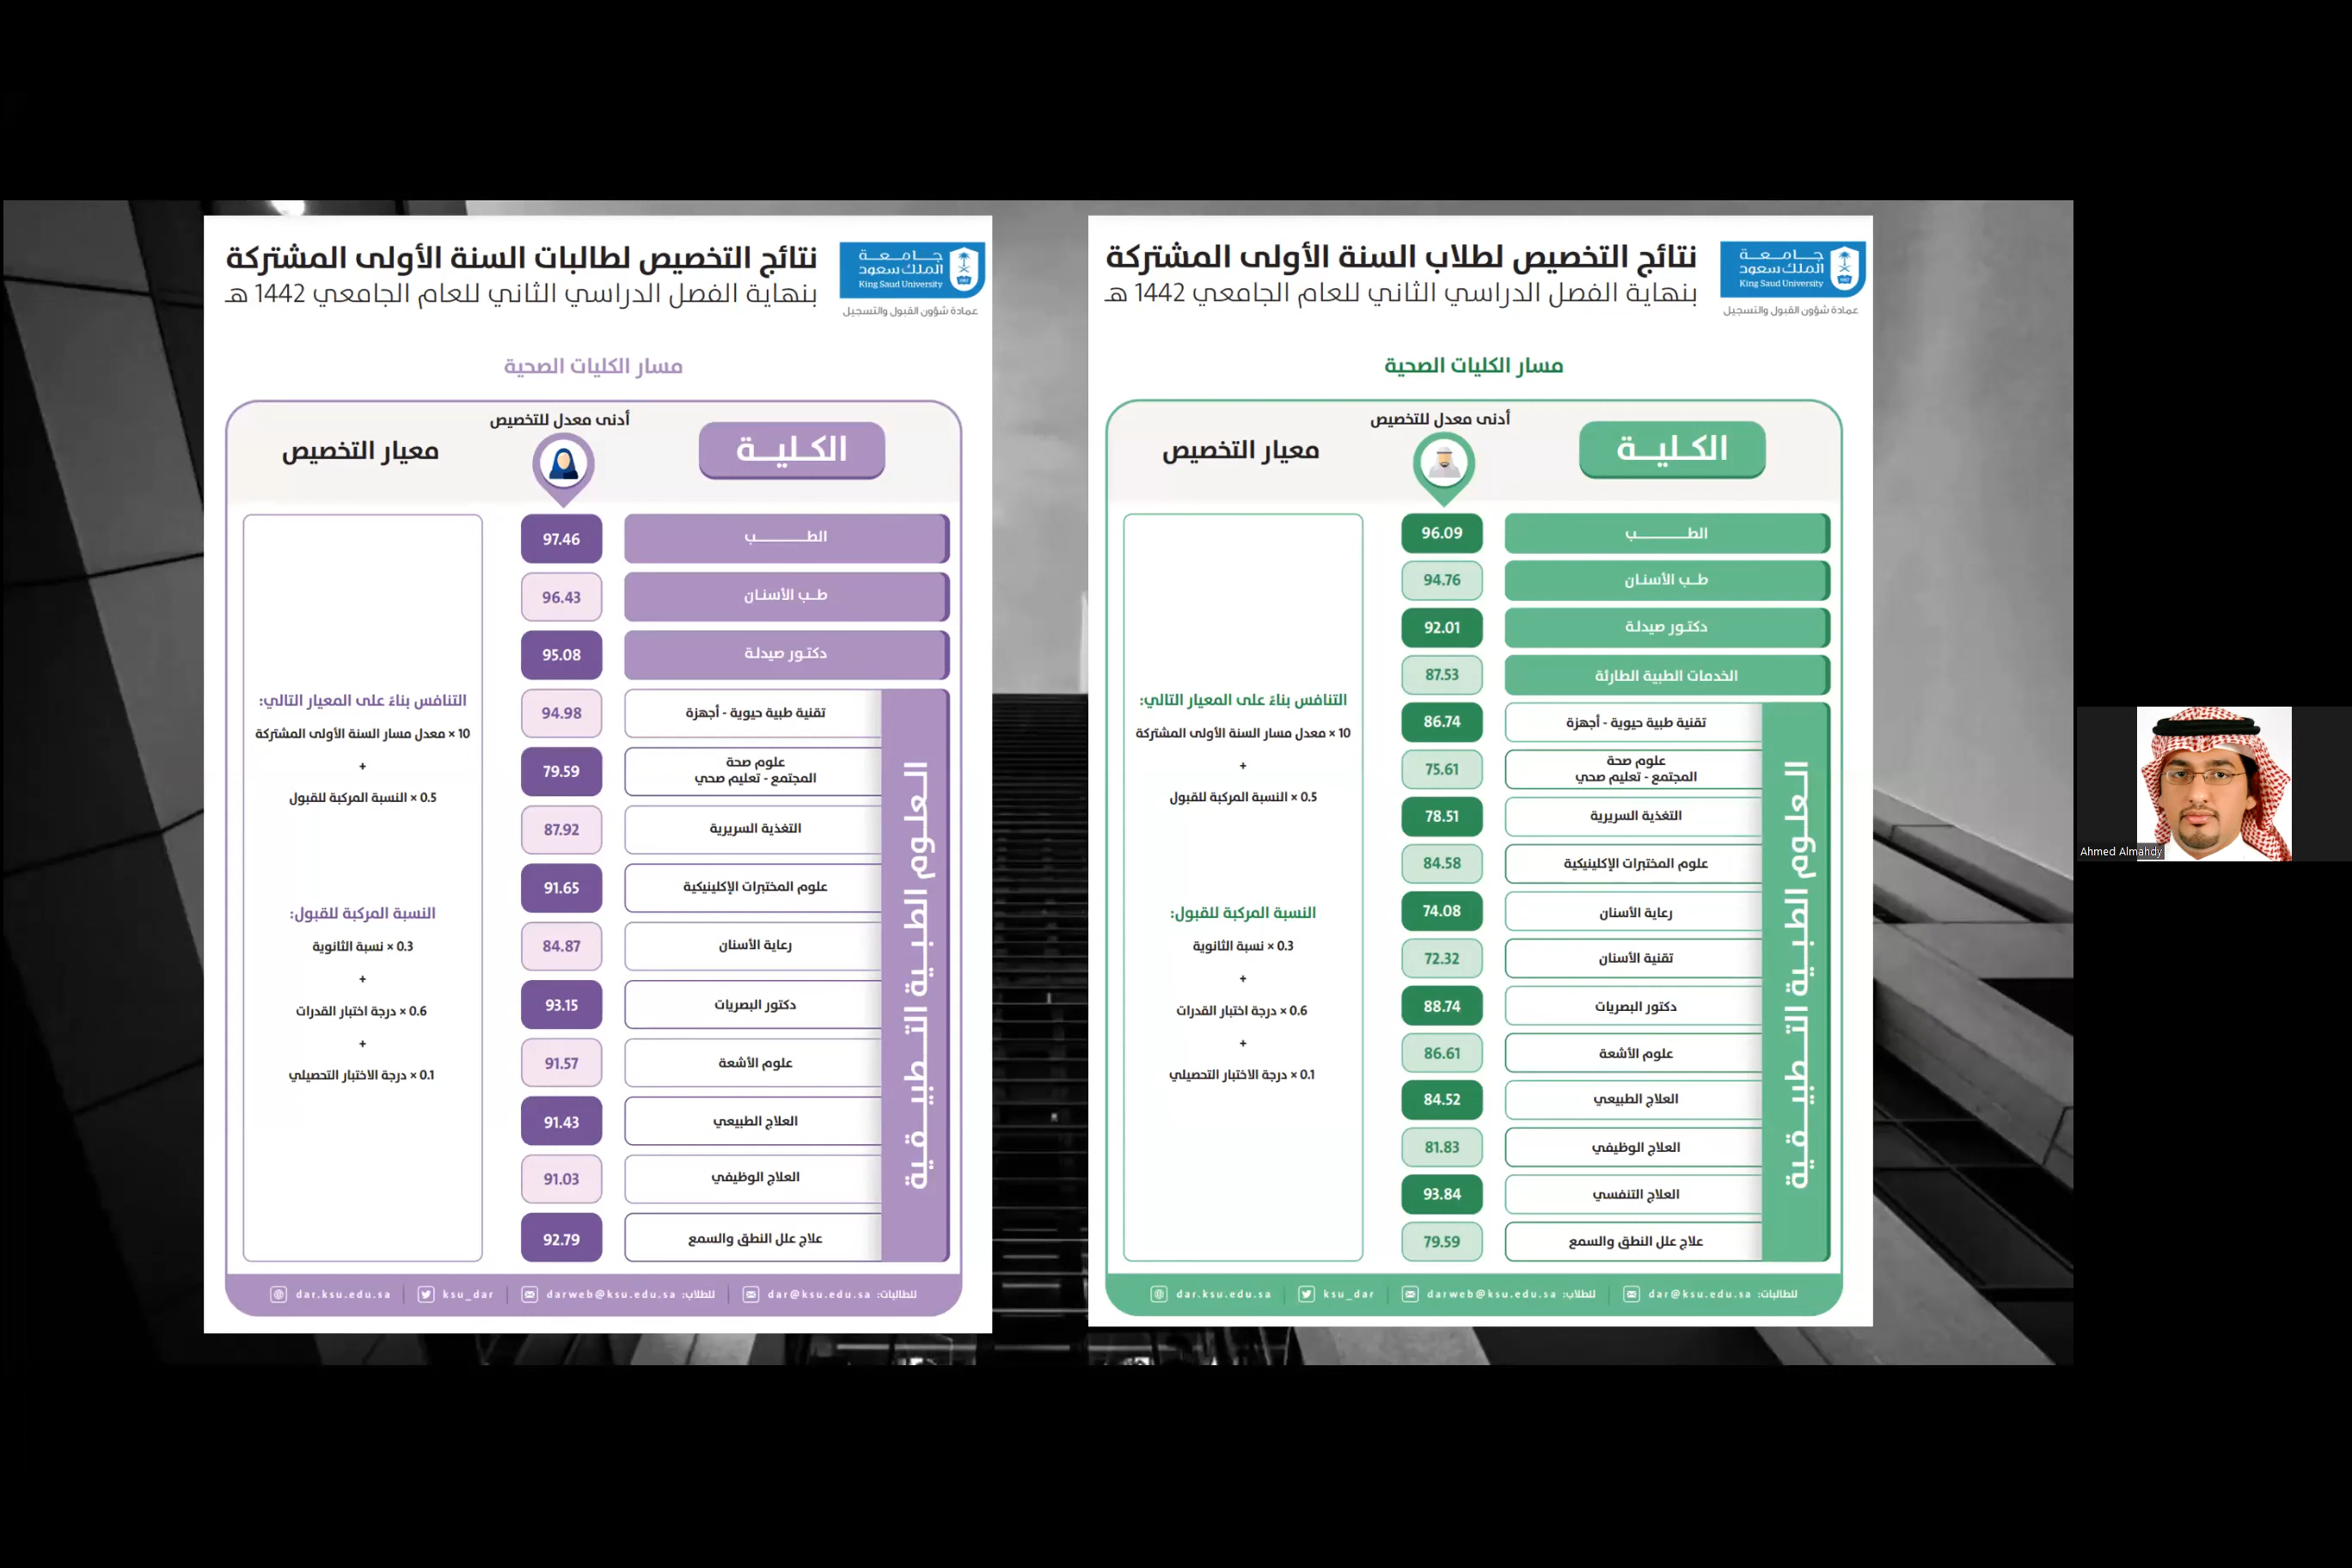 نتائج التخصيص لطلاب السنة الأولى المشتركة
بنهاية الفصل الدراسي الثاني للعام الجامعي 1442 هـ
جامعة
الملك سعود
King Saud University
عمادة شؤون القبول والتسجيل
مسار الكليات الصحية
الكلية
أدنى معدل للتخصيص
معيار التخصيص
الطب
96.09
طب الأسنان
94.76
دكتور صيدلة
92.01
الخدمات الطبية الطارئة
87.53
العلوم الطبية التطبيقية
تقنية طبية حيوية - أجهزة
86.74
علوم صحة
المجتمع - تعليم صحي
75.61
التغذية السريرية
78.51
علوم المختبرات الإكلينيكية
84.58
رعاية الأسنان
74.08
تقنية الأسنان
72.32
دكتور البصريات
88.74
علوم الأشعة
86.61
العلاج الطبيعي
84.52
العلاج الوظيفي
81.83
العلاج التنفسي
93.84
علاج علل النطق والسمع
79.59
التنافس بناءً على المعيار التالي:
10 × معدل مسار السنة الأولى المشتركة
+
0.5 × النسبة المركبة للقبول
النسبة المركبة للقبول:
0.3 × نسبة الثانوية
+
0.6 × درجة اختبار القدرات
+
0.1 × درجة الاختبار التحصيلي
للطالبات: dar@ksu.edu.sa
للطلاب: darweb@ksu.edu.sa
ksu_dar
dar.ksu.edu.sa
نتائج التخصيص لطالبات السنة الأولى المشتركة
بنهاية الفصل الدراسي الثاني للعام الجامعي 1442 هـ
جامعة
الملك سعود
King Saud University
عمادة شؤون القبول والتسجيل
مسار الكليات الصحية
الكلية
أدنى معدل للتخصيص
معيار التخصيص
الطب
97.46
طب الأسنان
96.43
دكتور صيدلة
95.08
العلوم الطبية التطبيقية
تقنية طبية حيوية - أجهزة
94.98
علوم صحة
المجتمع - تعليم صحي
79.59
التغذية السريرية
87.92
علوم المختبرات الإكلينيكية
91.65
رعاية الأسنان
84.87
دكتور البصريات
93.15
علوم الأشعة
91.57
العلاج الطبيعي
91.43
العلاج الوظيفي
91.03
علاج علل النطق والسمع
92.79
التنافس بناءً على المعيار التالي:
10 × معدل مسار السنة الأولى المشتركة
+
0.5 × النسبة المركبة للقبول
النسبة المركبة للقبول:
0.3 × نسبة الثانوية
+
0.6 × درجة اختبار القدرات
+
0.1 × درجة الاختبار التحصيلي
للطالبات: dar@ksu.edu.sa
للطلاب: darweb@ksu.edu.sa
ksu_dar
dar.ksu.edu.sa
Ahmed Almahdy